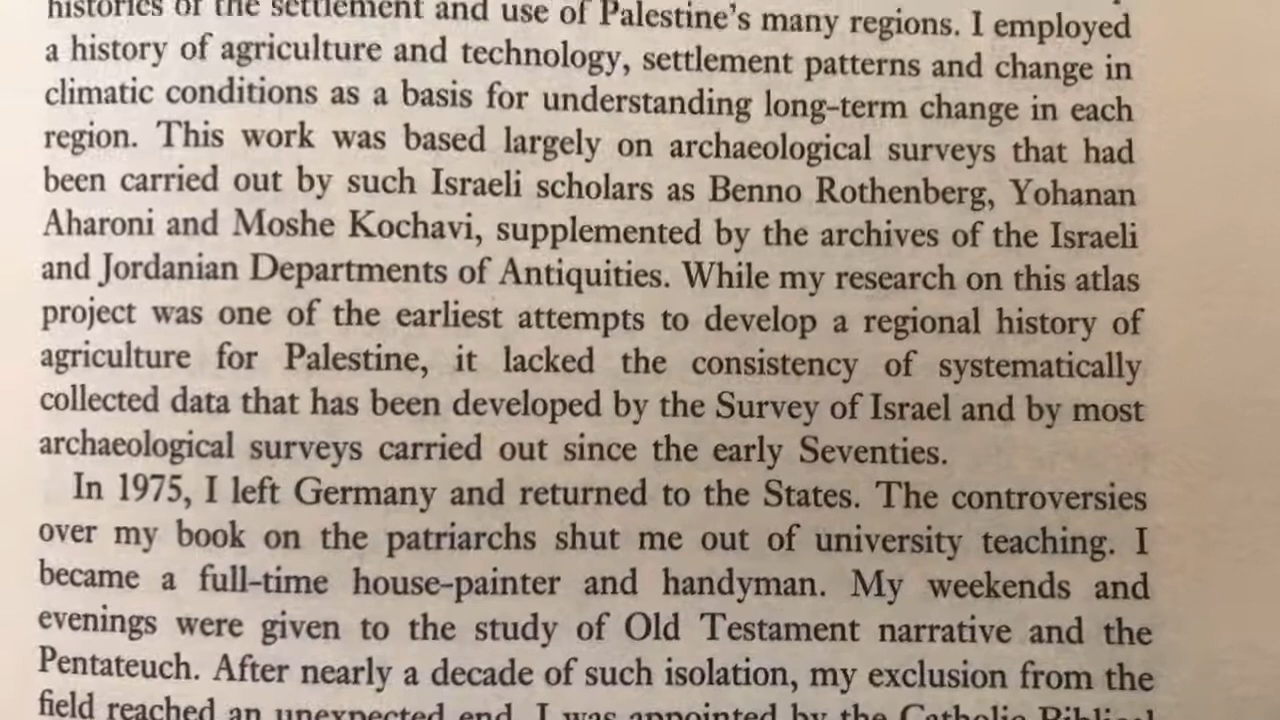 histories of the settlement and use of Palestine's many regions. I employed
a history of agriculture and technology, settlement patterns and change in
climatic conditions as a basis for understanding long-term change in each
region. This work was based largely on archaeological surveys that had
been carried out by such Israeli scholars as Benno Rothenberg, Yohanan
Aharoni and Moshe Kochavi, supplemented by the archives of the Israeli
and Jordanian Departments of Antiquities. While my research on this atlas
project was one of the earliest attempts to develop a regional history of
agriculture for Palestine, it lacked the consistency of systematically
collected data that has been developed by the Survey of Israel and by most
archaeological surveys carried out since the early Seventies.
In 1975, I left Germany and returned to the States. The controversies
over my book on the patriarchs shut me out of university teaching. I
became a full-time house-painter and handyman. My weekends and
evenings were given to the study of Old Testament narrative and the
Pentateuch. After nearly a decade of such isolation, my exclusion from the
field reached an unexpected end. I was appointed by the Catholic Biblical